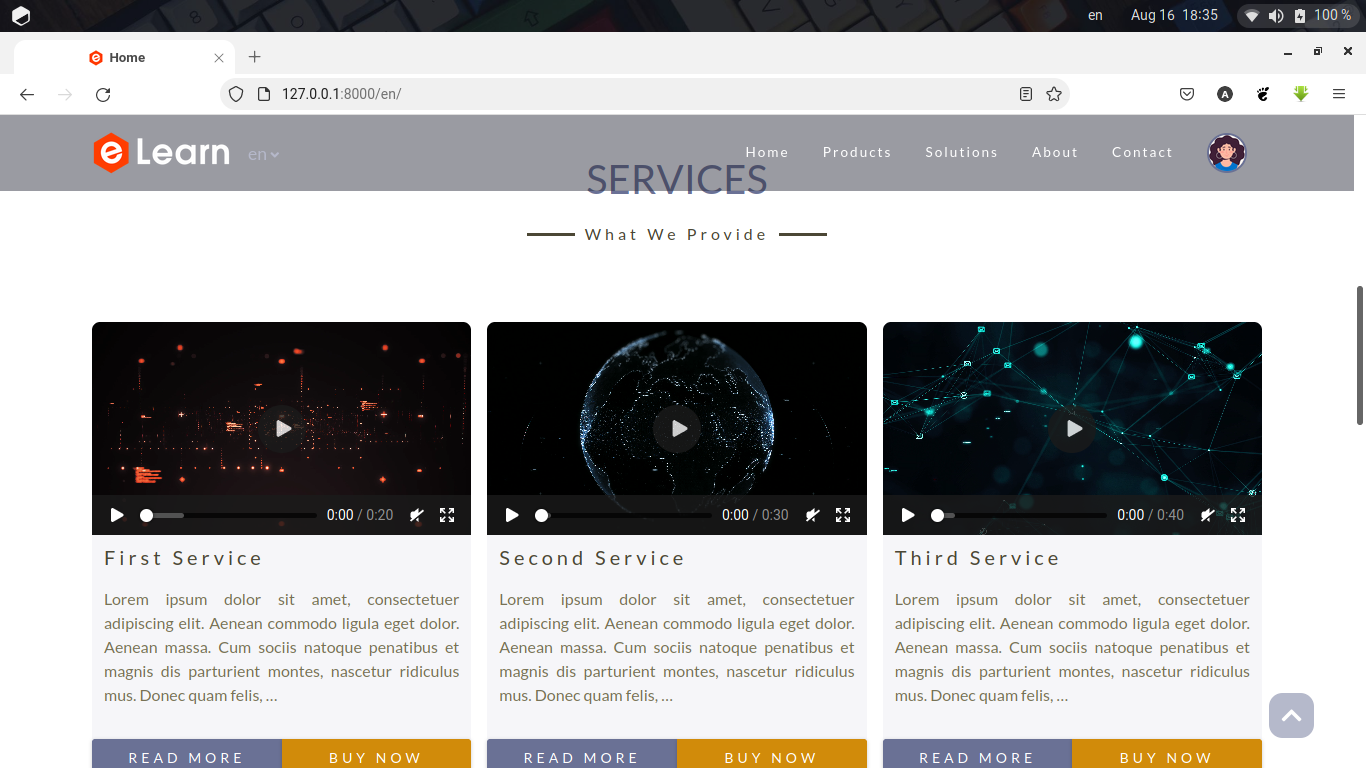 en Aug 16 18:35 100 %
Home
127.0.0.1:8000/en/
e Learn en Home Products Solutions About Contact
SERVICES
What We Provide
0:00 / 0:20
0:00 / 0:30
0:00 / 0:40
First Service
Lorem ipsum dolor sit amet, consectetuer
adipiscing elit. Aenean commodo ligula eget dolor.
Aenean massa. Cum sociis natoque penatibus et
magnis dis parturient montes, nascetur ridiculus
mus. Donec quam felis, …
READ MORE BUY NOW
Second Service
Lorem ipsum dolor sit amet, consectetuer
adipiscing elit. Aenean commodo ligula eget dolor.
Aenean massa. Cum sociis natoque penatibus et
magnis dis parturient montes, nascetur ridiculus
mus. Donec quam felis, …
READ MORE BUY NOW
Third Service
Lorem ipsum dolor sit amet, consectetuer
adipiscing elit. Aenean commodo ligula eget dolor.
Aenean massa. Cum sociis natoque penatibus et
magnis dis parturient montes, nascetur ridiculus
mus. Donec quam felis, …
READ MORE BUY NOW